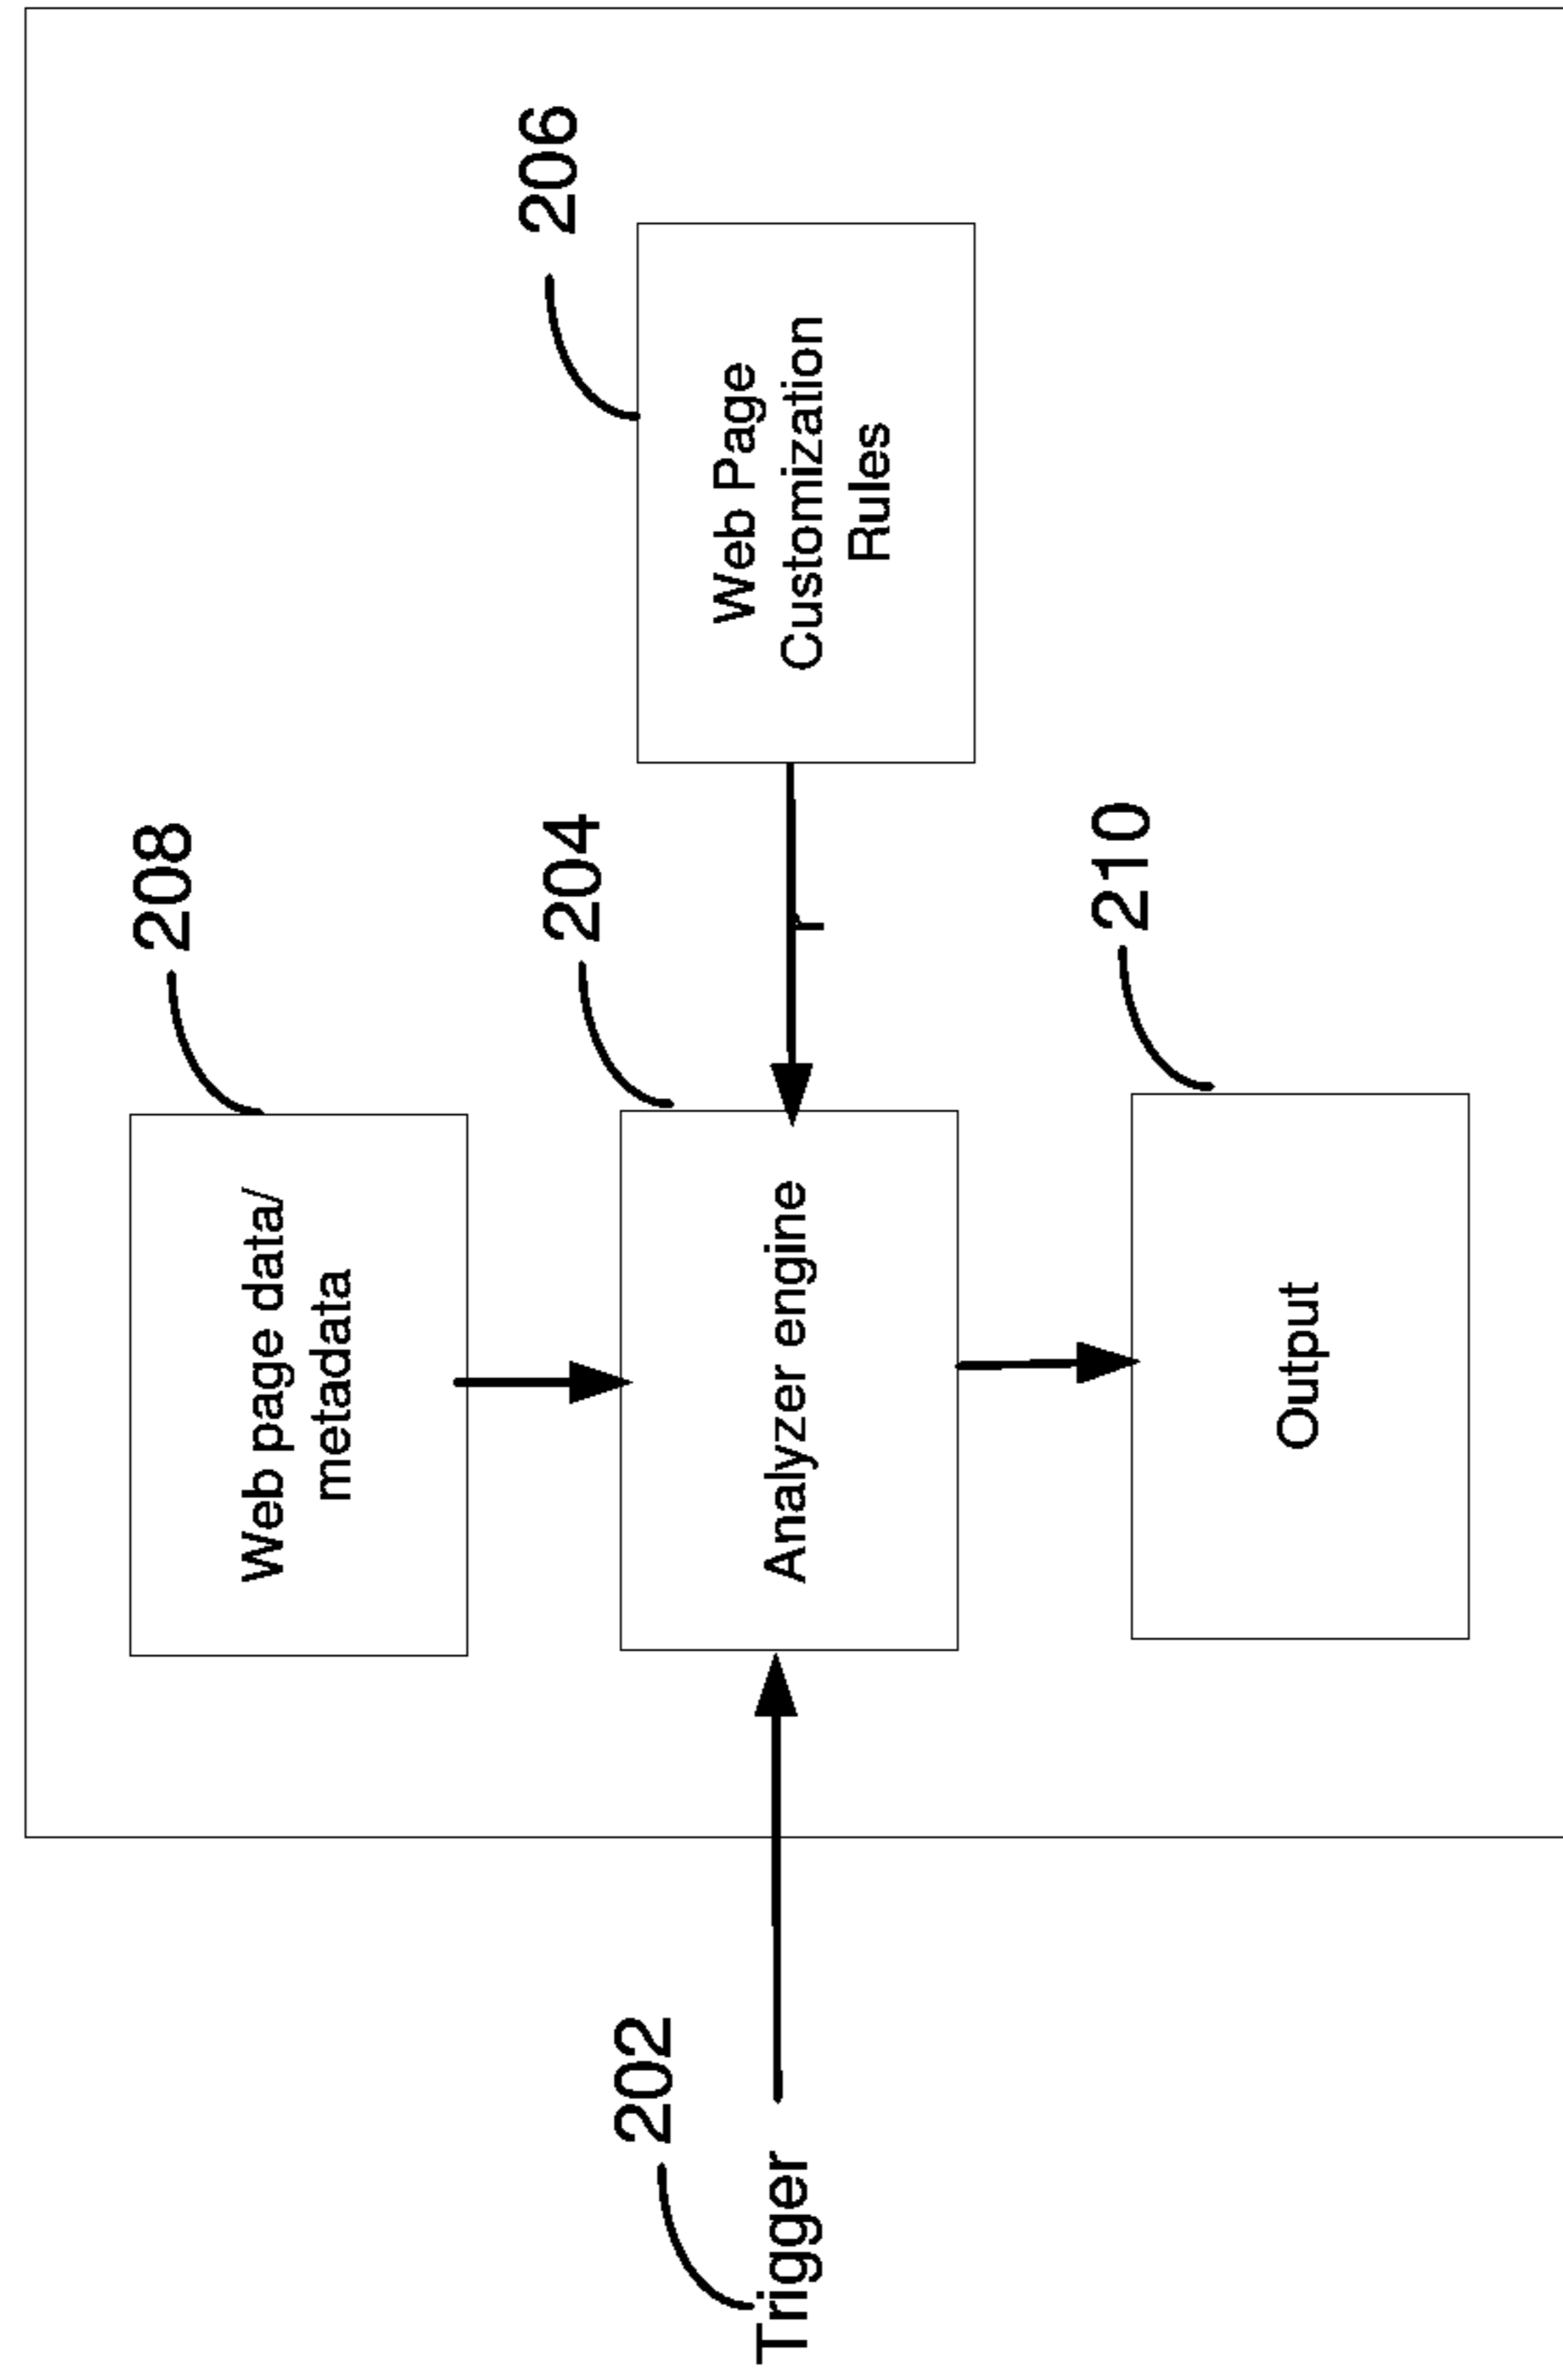 208
Web page data/
metadata
206
204
Web Page
Customization
Rules
202
Trigger
Analyzer engine
r
210
Output